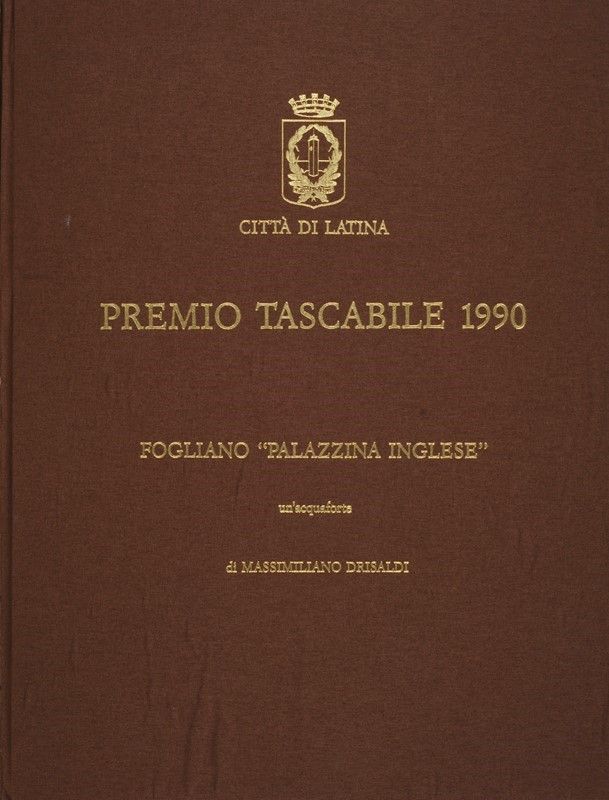 CITTÀ DI LATINA
PREMIO TASCABILE 1990
FOGLIANO “PALAZZINA INGLESE”
un'acquaforte
di MASSIMILIANO DRISALDI